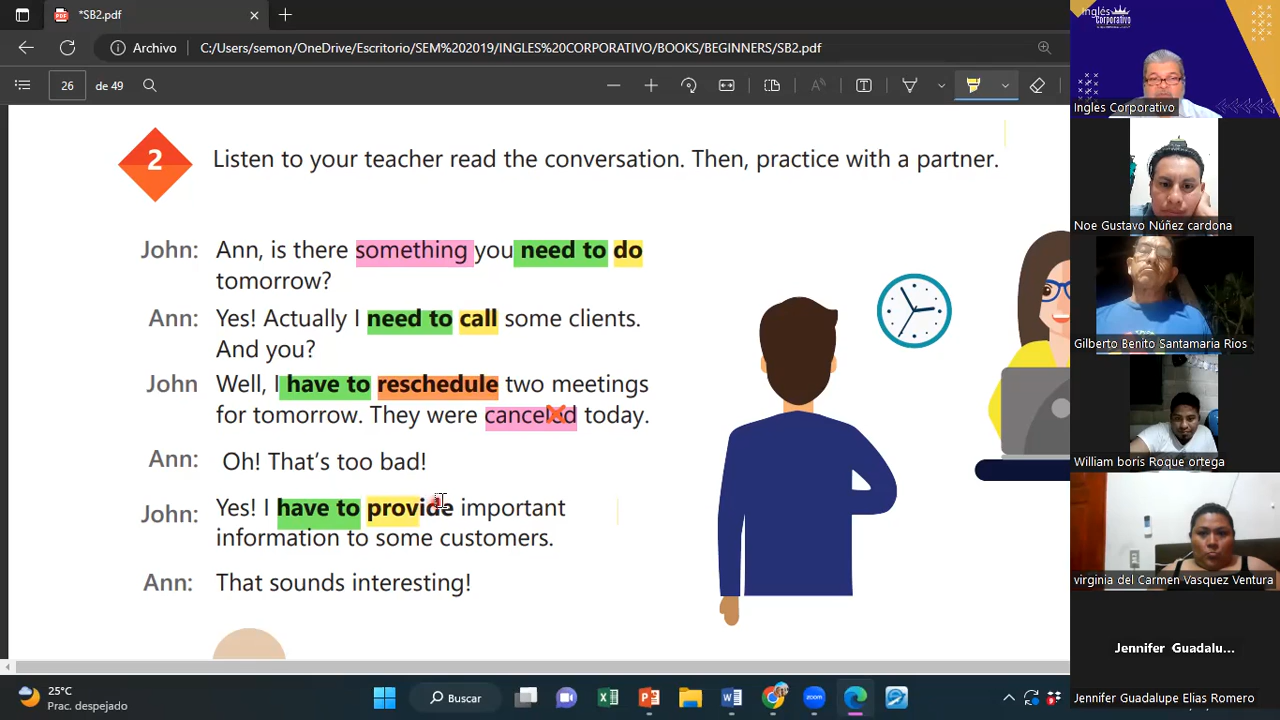 *SB2.pdf
Archivo C:/Users/semon/OneDrive/Escritorio/SEM%202019/INGLES%20CORPORATIVO/BOOKS/BEGINNERS/SB2.pdf
26 de 49
2 Listen to your teacher read the conversation. Then, practice with a partner.
John: Ann, is there something you need to do
tomorrow?
Ann: Yes! Actually I need to call some clients.
And you?
John Well, I have to reschedule two meetings
for tomorrow. They were canceled today.
Ann: Oh! That's too bad!
John: Yes! I have to provide important
information to some customers.
Ann: That sounds interesting!
Inglés
Corporativo
Ingles Corporativo
Noe Gustavo Núñez cardona
Gilberto Benito Santamaria Rios
William boris Roque ortega
virginia del Carmen Vasquez Ventura
Jennifer Guadalu...
Jennifer Guadalupe Elias Romero
25°C
Prac. despejado
Buscar